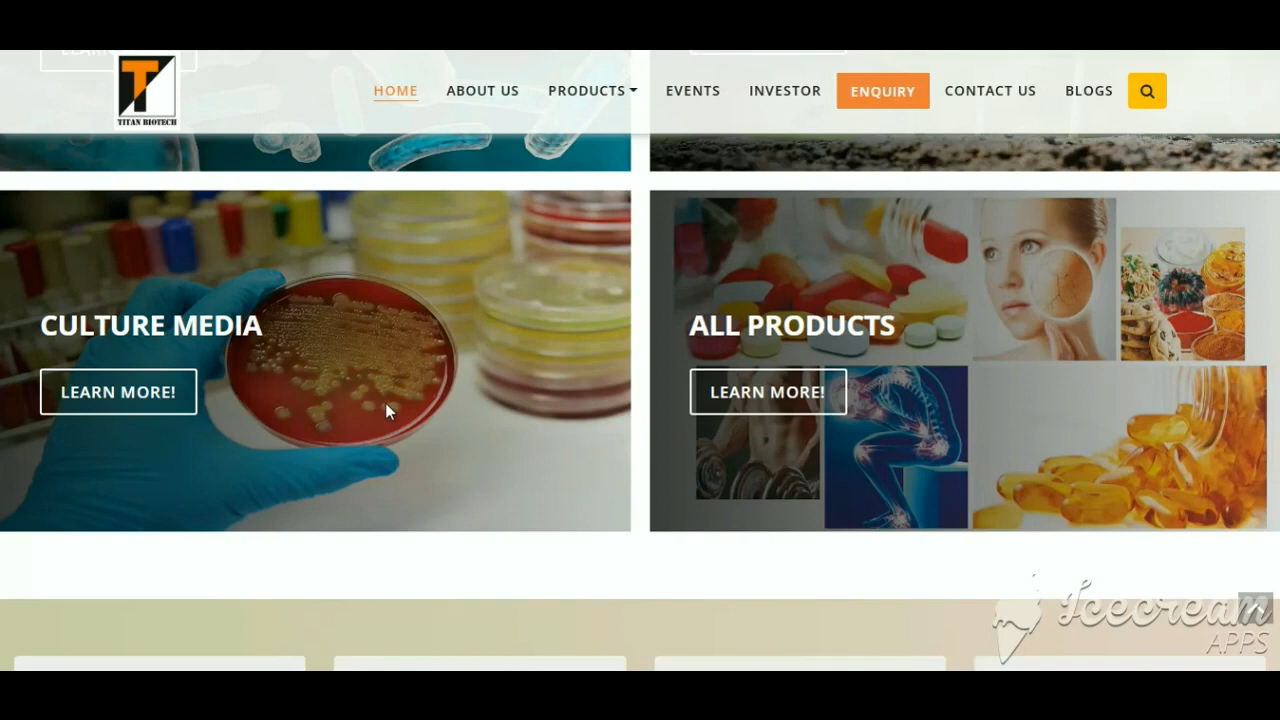 T
TITAN BIOTECH
HOME ABOUT US PRODUCTS EVENTS INVESTOR ENQUIRY CONTACT US BLOGS
CULTURE MEDIA
LEARN MORE!
ALL PRODUCTS
LEARN MORE!
Icecream
APPS